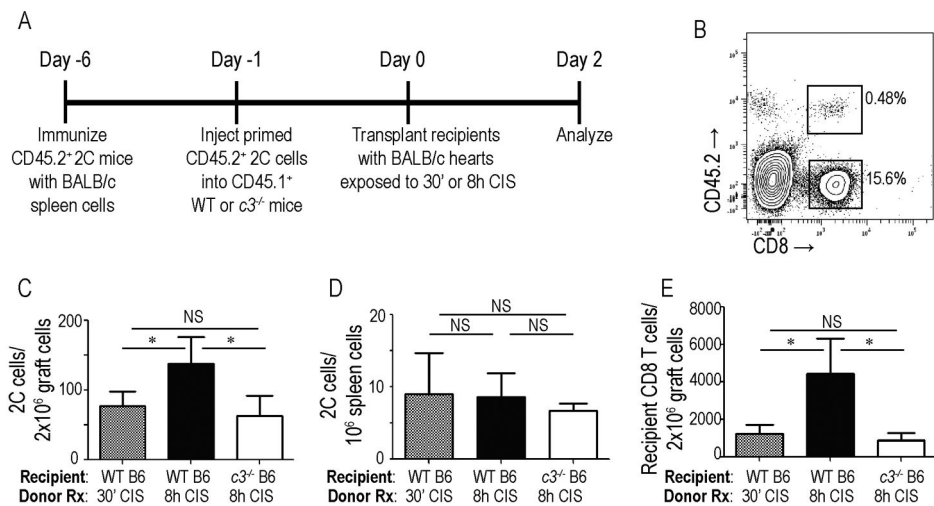 A
Day -6
Day -1
Day 0
Day 2
Immunize
CD45.2⁺ 2C mice
with BALB/c
spleen cells
Inject primed
CD45.2⁺ 2C cells
into CD45.1⁺
WT or c3⁻/⁻ mice
Transplant recipients
with BALB/c hearts
exposed to 30' or 8h CIS
Analyze
B
CD45.2 →
0.48%
15.6%
CD8 →
C
2C cells/
2x10⁶ graft cells
200
100
0
NS
* *
Recipient: WT B6 WT B6 c3⁻/⁻ B6
Donor Rx: 30' CIS 8h CIS 8h CIS
D
2C cells/
10⁶ spleen cells
20
10
0
NS
NS NS
WT B6 WT B6 c3⁻/⁻ B6
30' CIS 8h CIS 8h CIS
E
Recipient CD8 T cells/
2x10⁶ graft cells
8000
6000
4000
2000
0
NS
* *
Recipient: WT B6 WT B6 c3⁻/⁻ B6
Donor Rx: 30' CIS 8h CIS 8h CIS